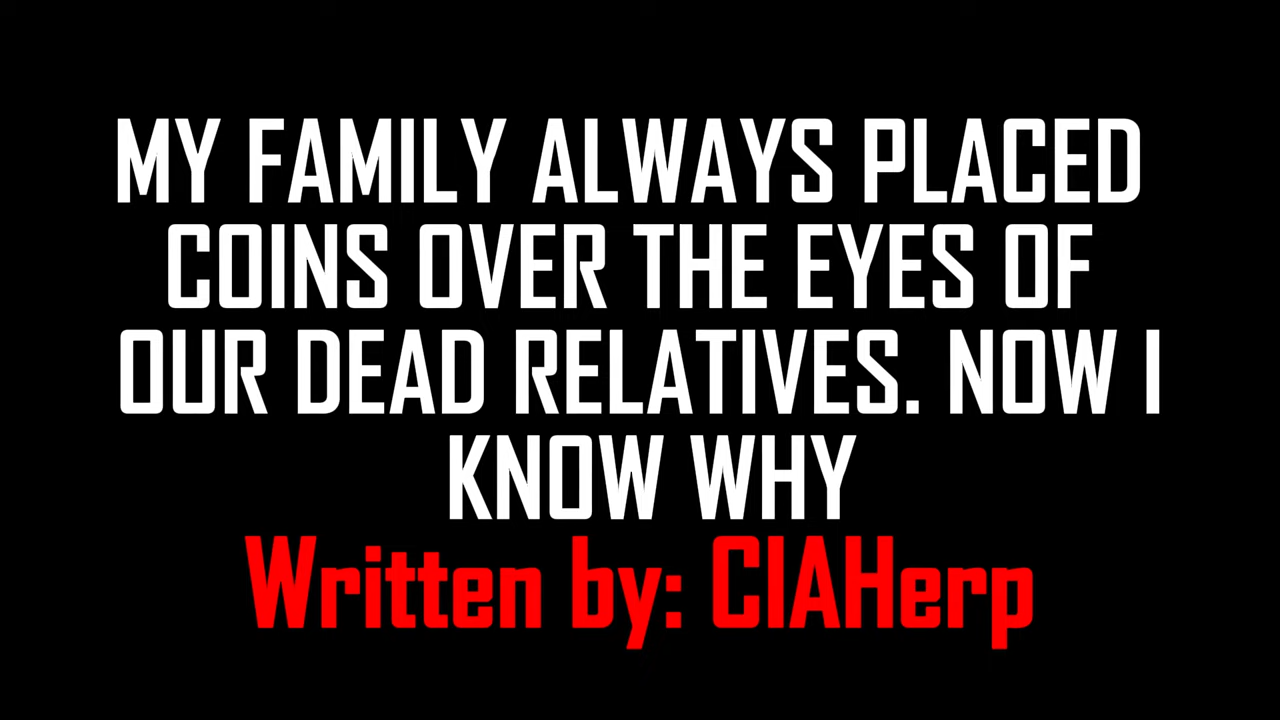 MY FAMILY ALWAYS PLACED
COINS OVER THE EYES OF
OUR DEAD RELATIVES. NOW I
KNOW WHY
Written by: CIAHerp